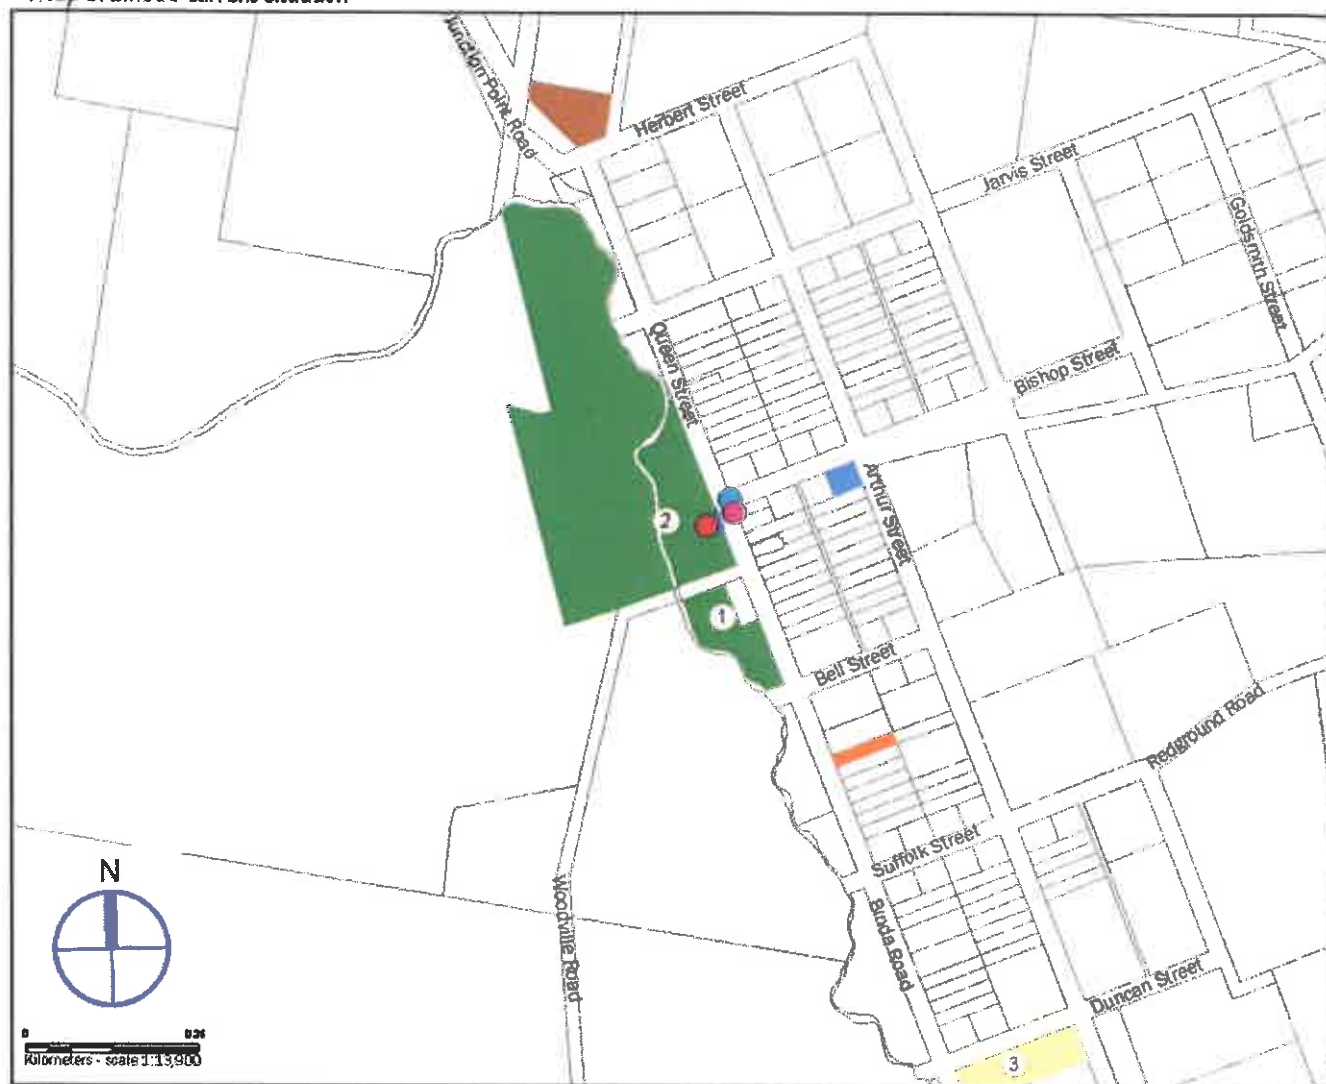 Junction Point Road
Herbert Street
Jarvis Street
Goldsmith Street
Queen Street
Bishop Street
Arthur Street
2
1
Bell Street
Redground Road
Suffolk Street
Woodville Road
Binda Road
Duncan Street
3
N
0
Kilometers - scale 1:13,900